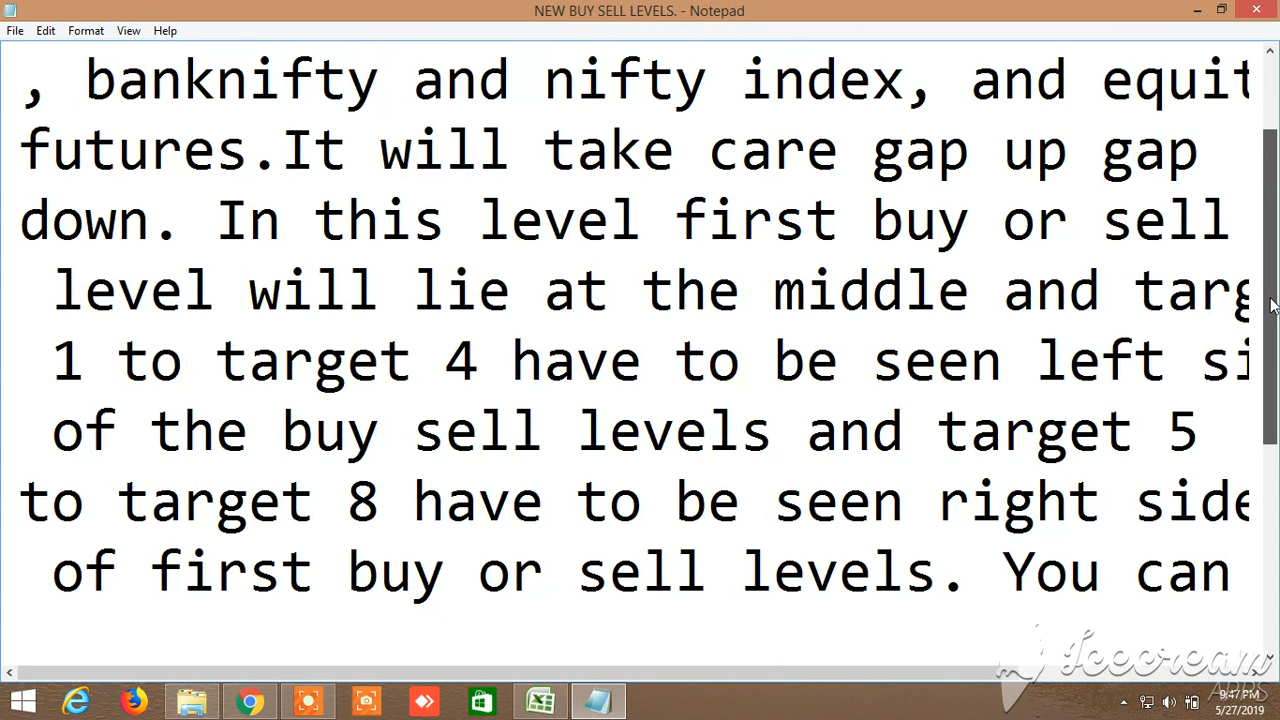 NEW BUY SELL LEVELS. - Notepad
File Edit Format View Help
, banknifty and nifty index, and equit
futures.It will take care gap up gap
down. In this level first buy or sell
level will lie at the middle and targ
1 to target 4 have to be seen left si
of the buy sell levels and target 5
to target 8 have to be seen right side
of first buy or sell levels. You can
Icecream
APPS
9:47 PM
5/27/2019